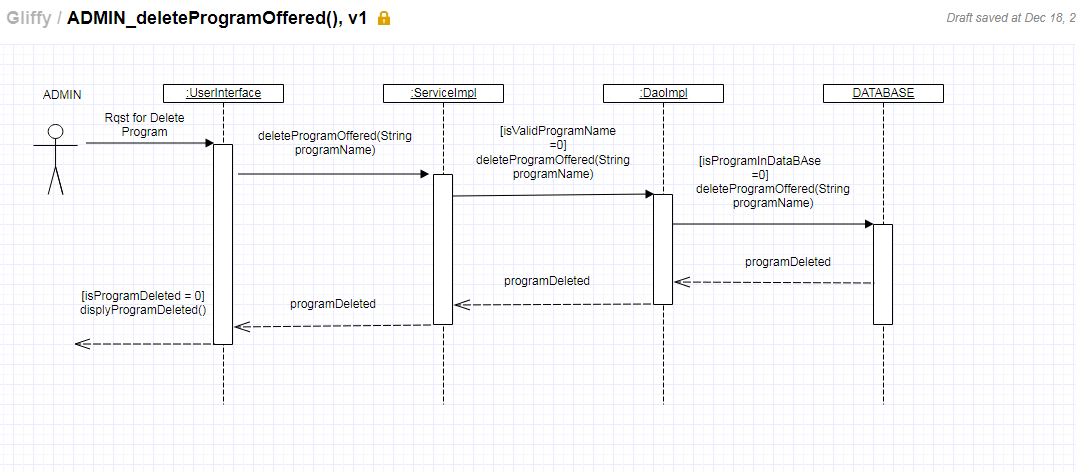 Gliffy / ADMIN_deleteProgramOffered(), v1
Draft saved at Dec 18, 2
ADMIN
:UserInterface
:ServiceImpl
:DaoImpl
DATABASE
Rqst for Delete
Program
deleteProgramOffered(String
programName)
[isValidProgramName
=0]
deleteProgramOffered(String
programName)
[isProgramInDataBAse
=0]
deleteProgramOffered(String
programName)
programDeleted
programDeleted
programDeleted
[isProgramDeleted = 0]
displyProgramDeleted()